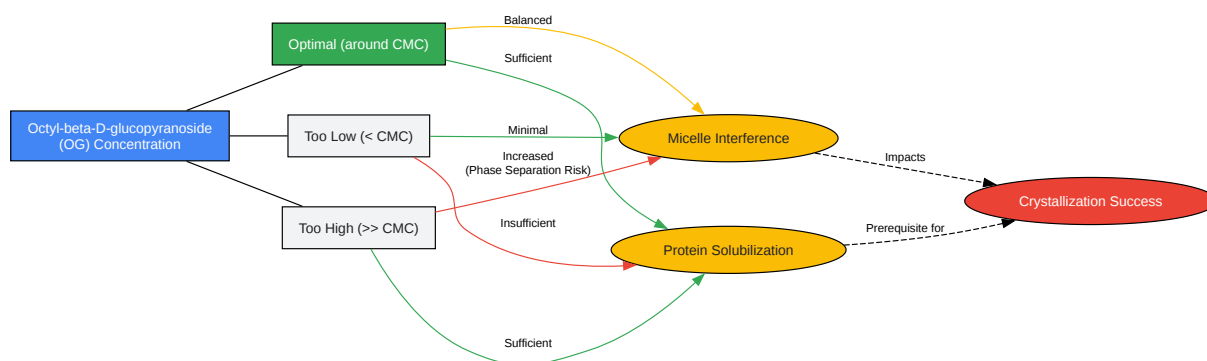 Balanced
Optimal (around CMC)
Sufficient
Octyl-beta-D-glucopyranoside
(OG) Concentration
Too Low (< CMC)
Minimal
Micelle Interference
Increased
(Phase Separation Risk)
Impacts
Crystallization Success
Too High (>> CMC)
Insufficient
Protein Solubilization
Prerequisite for
Sufficient